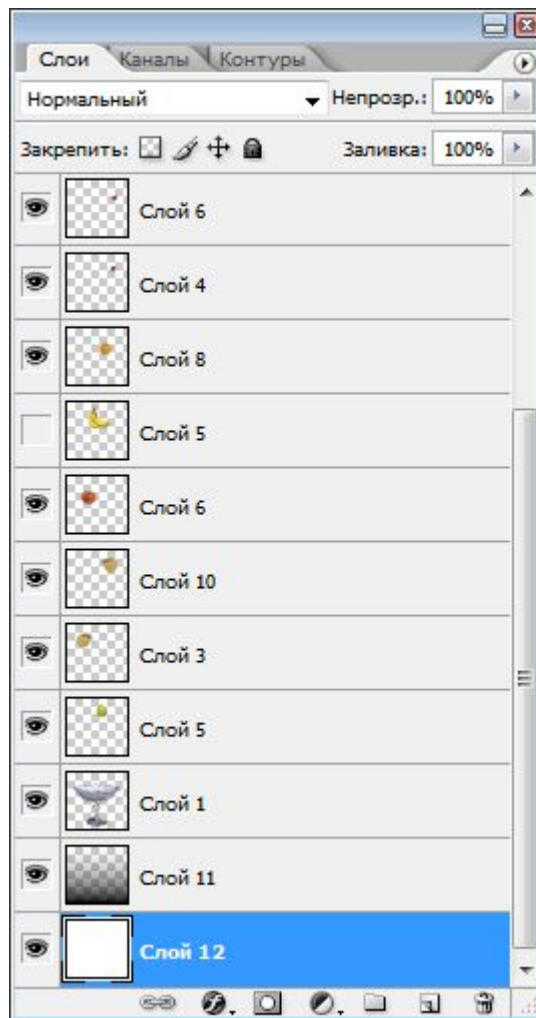 Слои Каналы Контуры
Нормальный Непрозр.: 100%
Закрепить: Заливка: 100%
Слой 6
Слой 4
Слой 8
Слой 5
Слой 6
Слой 10
Слой 3
Слой 5
Слой 1
Слой 11
Слой 12